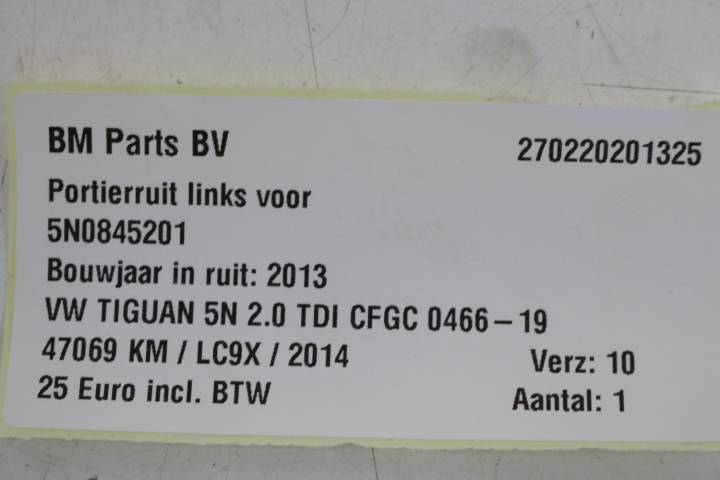 BM Parts BV 270220201325
Portierruit links voor
5N0845201
Bouwjaar in ruit: 2013
VW TIGUAN 5N 2.0 TDI CFGC 0466-19
47069 KM / LC9X / 2014 Verz: 10
25 Euro incl. BTW Aantal: 1